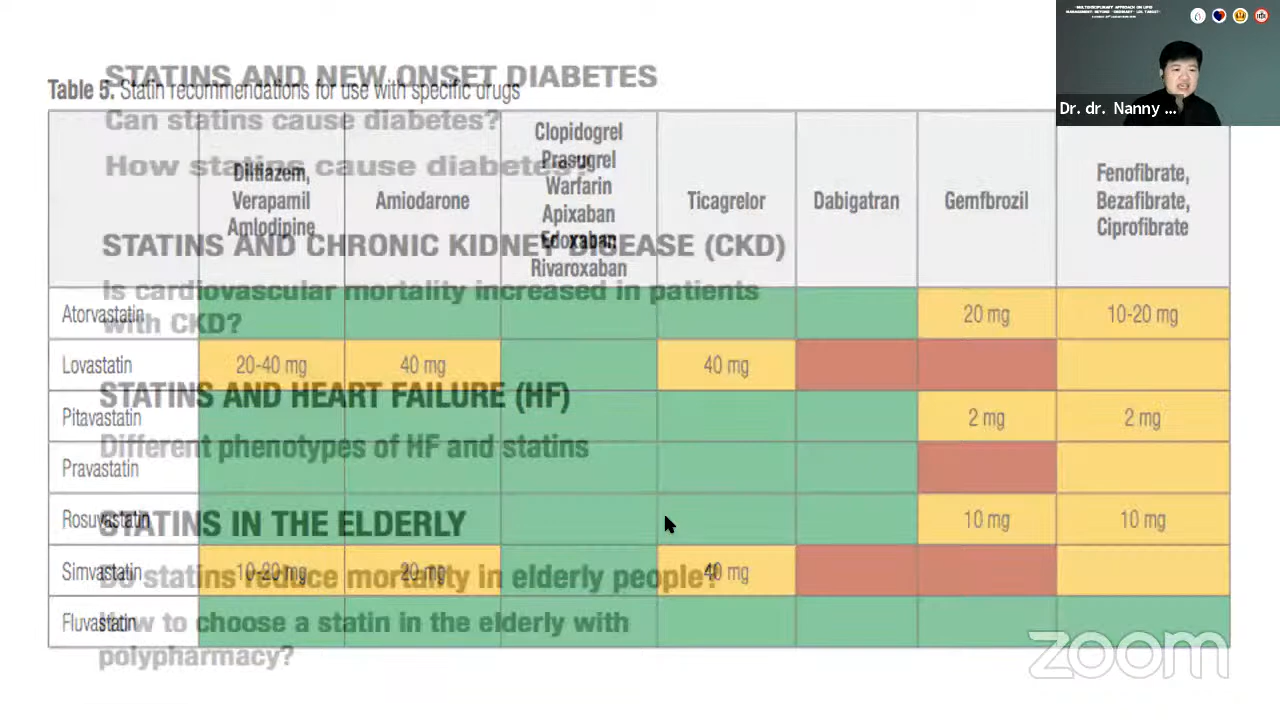 MULTIDISCIPLINARY APPROACH ON LIPID
Dr. dr. Nanny ...
STATINS AND NEW ONSET DIABETES
Table 5. Statin recommendations for use with specific drugs
Can statins cause diabetes?
How statins cause diabetes?
Diltiazem,
Verapamil
Amlodipine
Amiodarone
Clopidogrel
Prasugrel
Warfarin
Apixaban
Edoxaban
Rivaroxaban
Ticagrelor
Dabigatran
Gemfbrozil
Fenofibrate,
Bezafibrate,
Ciprofibrate
STATINS AND CHRONIC KIDNEY DISEASE (CKD)
Is cardiovascular mortality increased in patients
with CKD?
Atorvastatin 20 mg 10-20 mg
Lovastatin 20-40 mg 40 mg 40 mg
STATINS AND HEART FAILURE (HF)
Pitavastatin 2 mg 2 mg
Different phenotypes of HF and statins
Pravastatin
Rosuvastatin 10 mg 10 mg
STATINS IN THE ELDERLY
Simvastatin 10-20 mg 20 mg 40 mg
Do statins reduce mortality in elderly people?
Fluvastatin
How to choose a statin in the elderly with
polypharmacy?
zoom